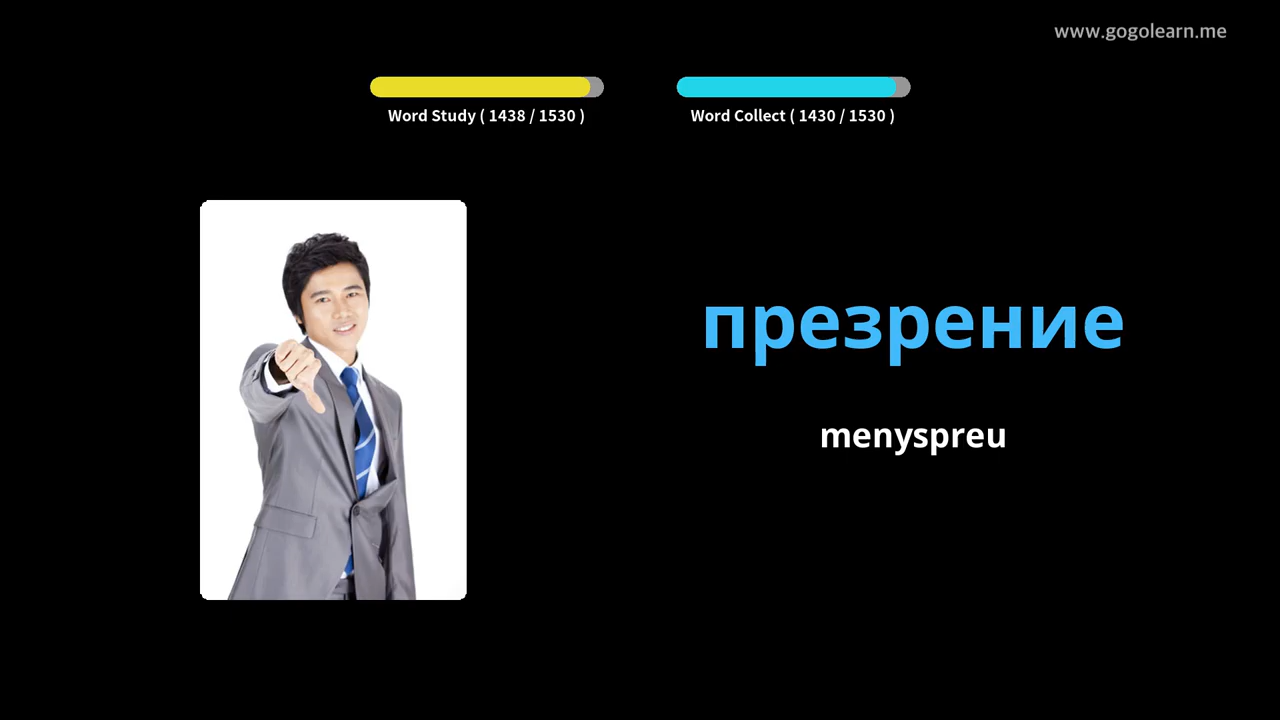 www.gogolearn.me
Word Study ( 1438 / 1530 )
Word Collect ( 1430 / 1530 )
презрение
menyspreu